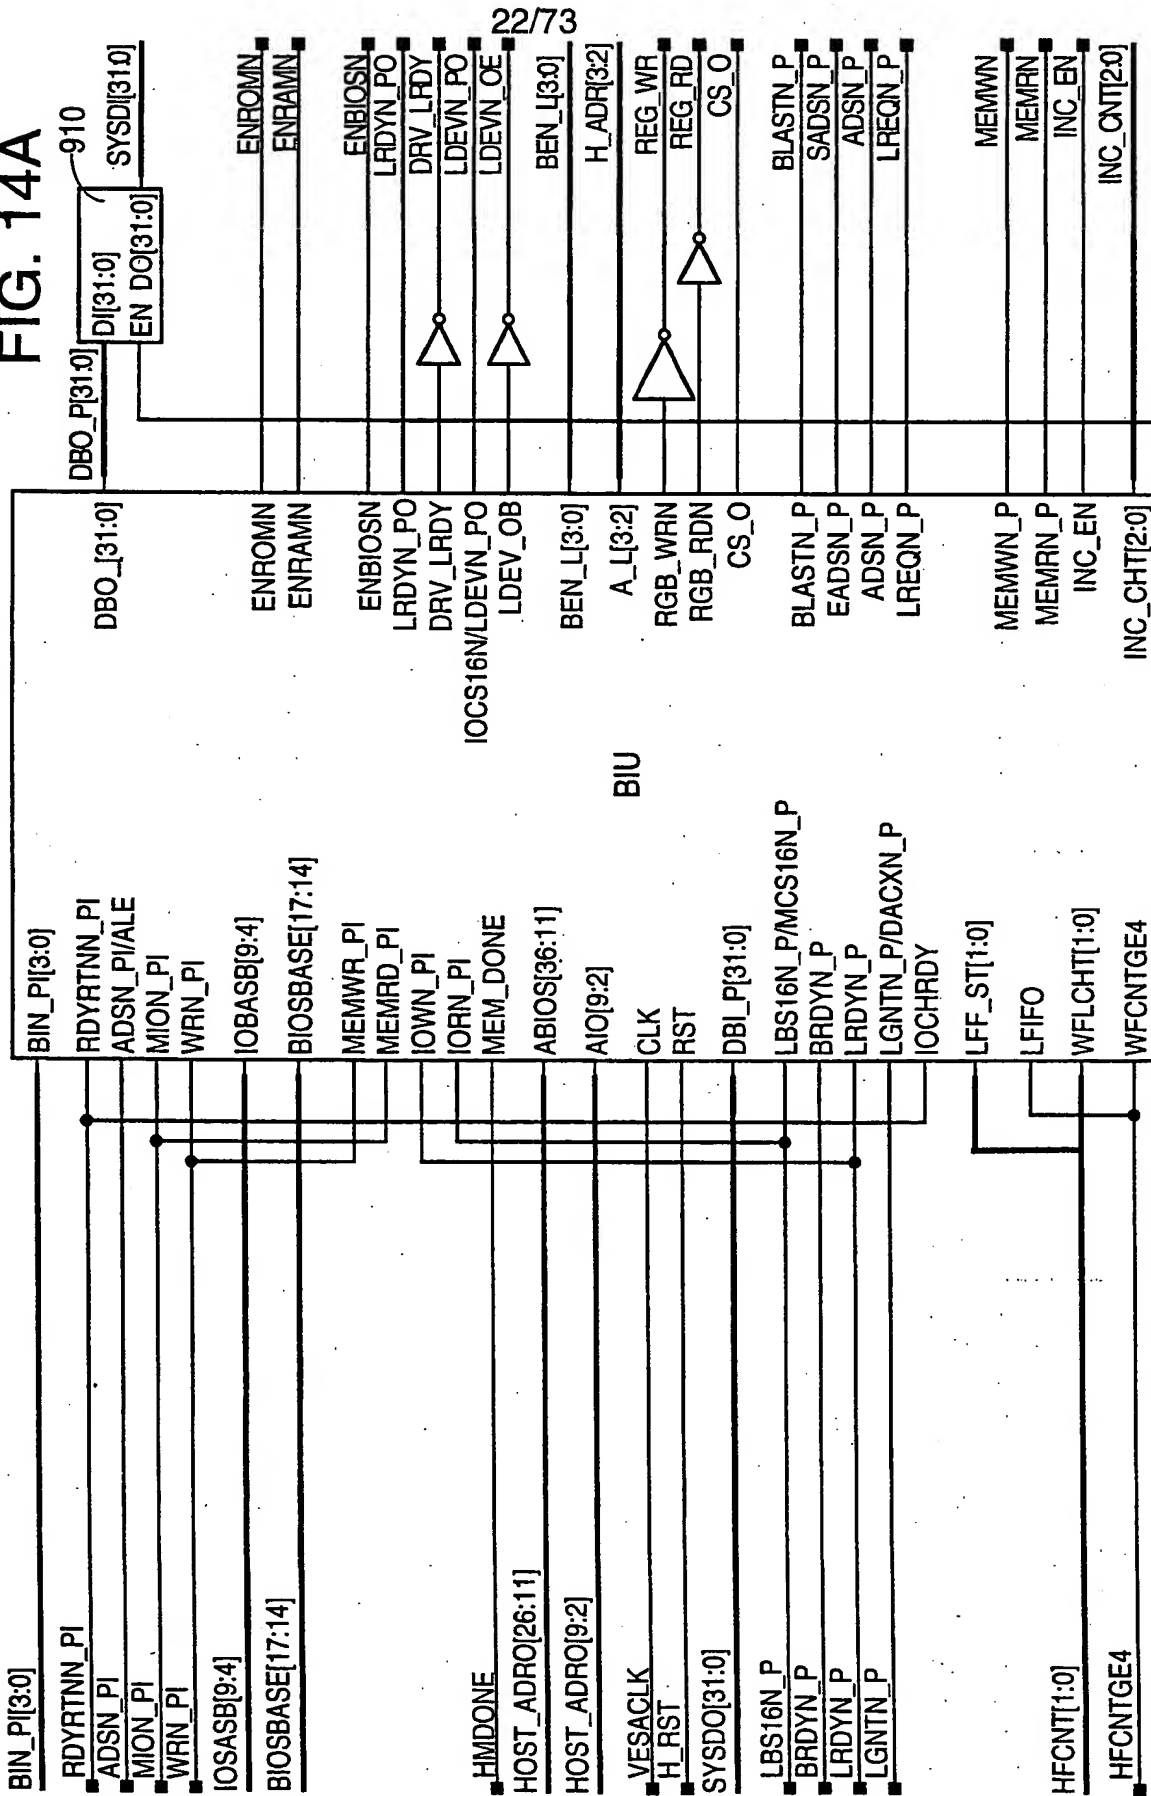 22/73
FIG. 14A
910
DBO_P[31:0]
DI[31:0]
EN DO[31:0]
SYSDI[31:0]
BIU
BIN_PI[3:0]
RDYRTNN_PI
ADSN_PI
MION_PI
WRN_PI
IOSASB[9:4]
BIOSBASE[17:14]
HMDONE
HOST_ADRO[26:11]
HOST_ADRO[9:2]
VESACLK
H_RST
SYSDO[31:0]
LBS16N_P
BRDYN_P
LRDYN_P
LGNTN_P
HFCNT[1:0]
HFCNTGE4
BIN_PI[3:0]
RDYRTNN_PI
ADSN_PI/ALE
MION_PI
WRN_PI
IOBASB[9:4]
BIOSBASE[17:14]
MEMWR_PI
MEMRD_PI
IOWN_PI
IORN_PI
MEM_DONE
ABIOS[36:11]
AIO[9:2]
CLK
RST
DBI_P[31:0]
LBS16N_P/MCS16N_P
BRDYN_P
LRDYN_P
LGNTN_P/DACXN_P
IOCHRDY
LFF_ST[1:0]
LFIFO
WFLCHT[1:0]
WFCNTGE4
DBO_[31:0]
ENROMN
ENRAMN
ENBIOSN
LRDYN_PO
DRV_LRDY
IOCS16N/LDEVN_PO
LDEV_OB
BEN_L[3:0]
A_L[3:2]
RGB_WRN
RGB_RDN
CS_O
BLASTN_P
EADSN_P
ADSN_P
LREQN_P
MEMWN_P
MEMRN_P
INC_EN
INC_CHT[2:0]
ENROMN
ENRAMN
ENBIOSN
LRDYN_PO
DRV_LRDY
LDEVN_PO
LDEVN_OE
BEN_L[3:0]
H_ADR[3:2]
REG_WR
REG_RD
CS_O
BLASTN_P
SADSN_P
ADSN_P
LREQN_P
MEMWN
MEMRN
INC_EN
INC_CNT[2:0]